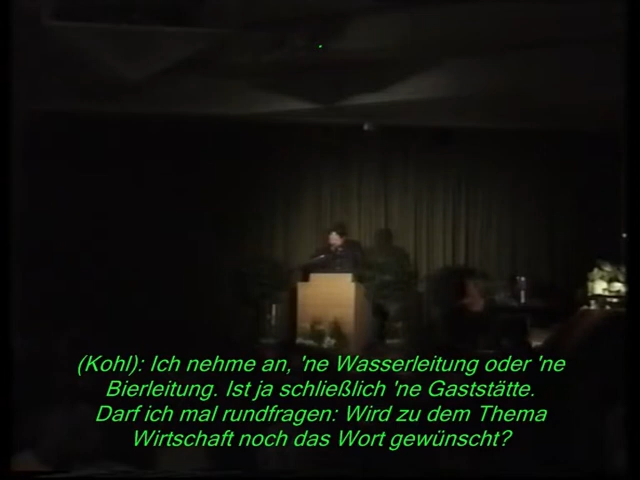 (Kohl): Ich nehme an, 'ne Wasserleitung oder 'ne
Bierleitung. Ist ja schließlich 'ne Gaststätte.
Darf ich mal rundfragen: Wird zu dem Thema
Wirtschaft noch das Wort gewünscht?